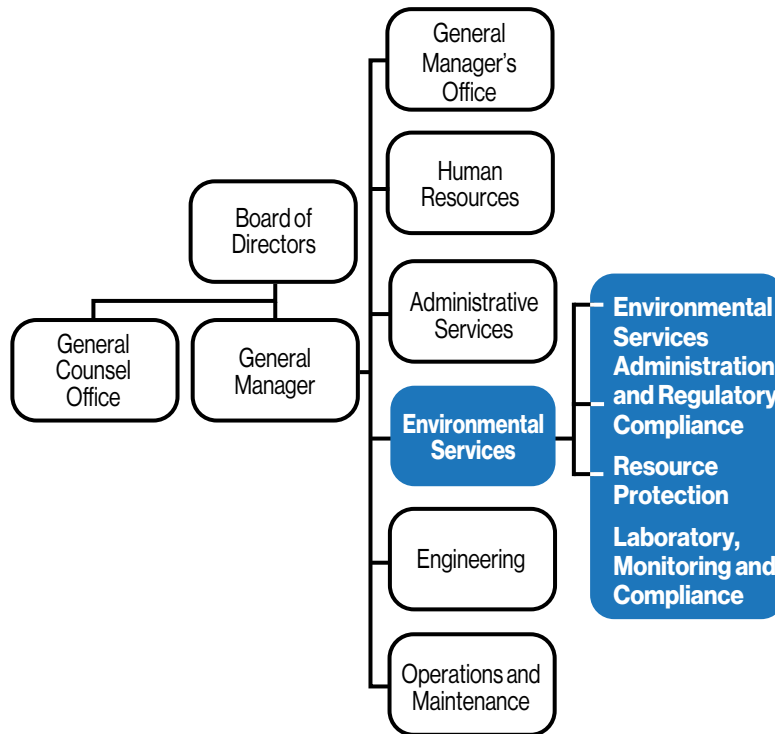 General
Manager’s
Office
Human
Resources
Board of
Directors
Administrative
Services
General
Counsel
Office
General
Manager
Environmental
Services
Environmental
Services
Administration
and Regulatory
Compliance
Resource
Protection
Laboratory,
Monitoring and
Compliance
Engineering
Operations and
Maintenance